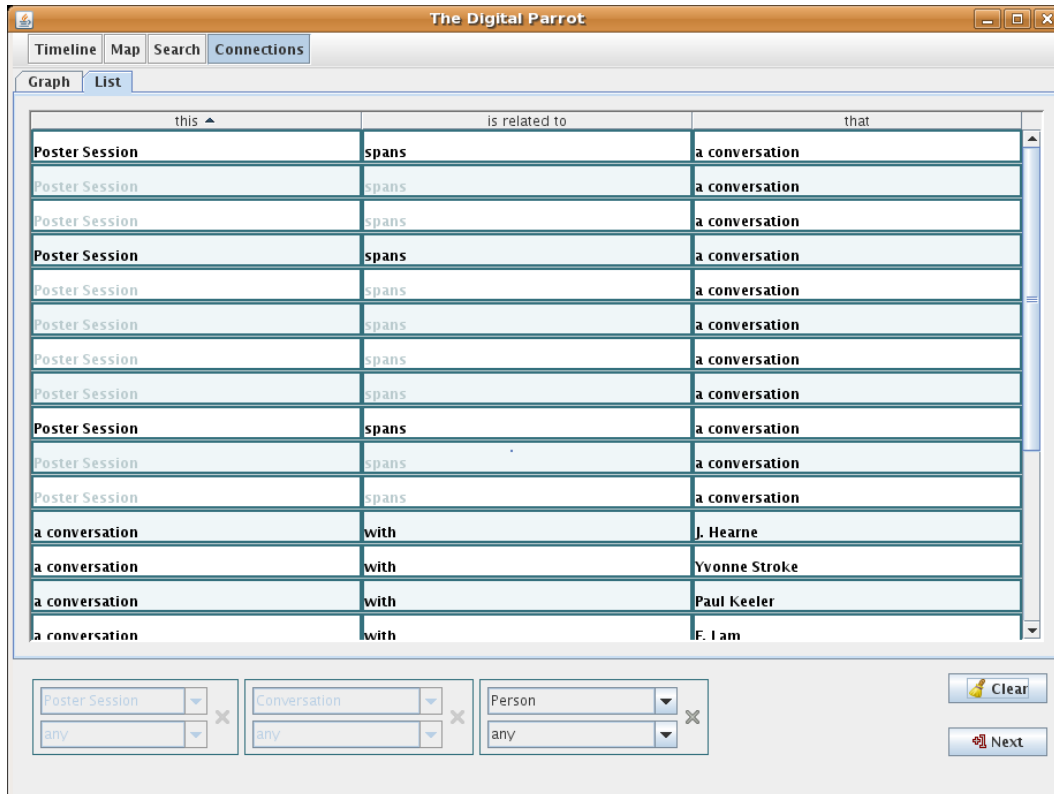 The Digital Parrot
Timeline Map Search Connections
Graph List
this is related to that
Poster Session spans a conversation
Poster Session spans a conversation
Poster Session spans a conversation
Poster Session spans a conversation
Poster Session spans a conversation
Poster Session spans a conversation
Poster Session spans a conversation
Poster Session spans a conversation
Poster Session spans a conversation
Poster Session spans a conversation
Poster Session spans a conversation
a conversation with J. Hearne
a conversation with Yvonne Stroke
a conversation with Paul Keeler
a conversation with F. Lam
Poster Session Conversation Person Clear
any any any Next